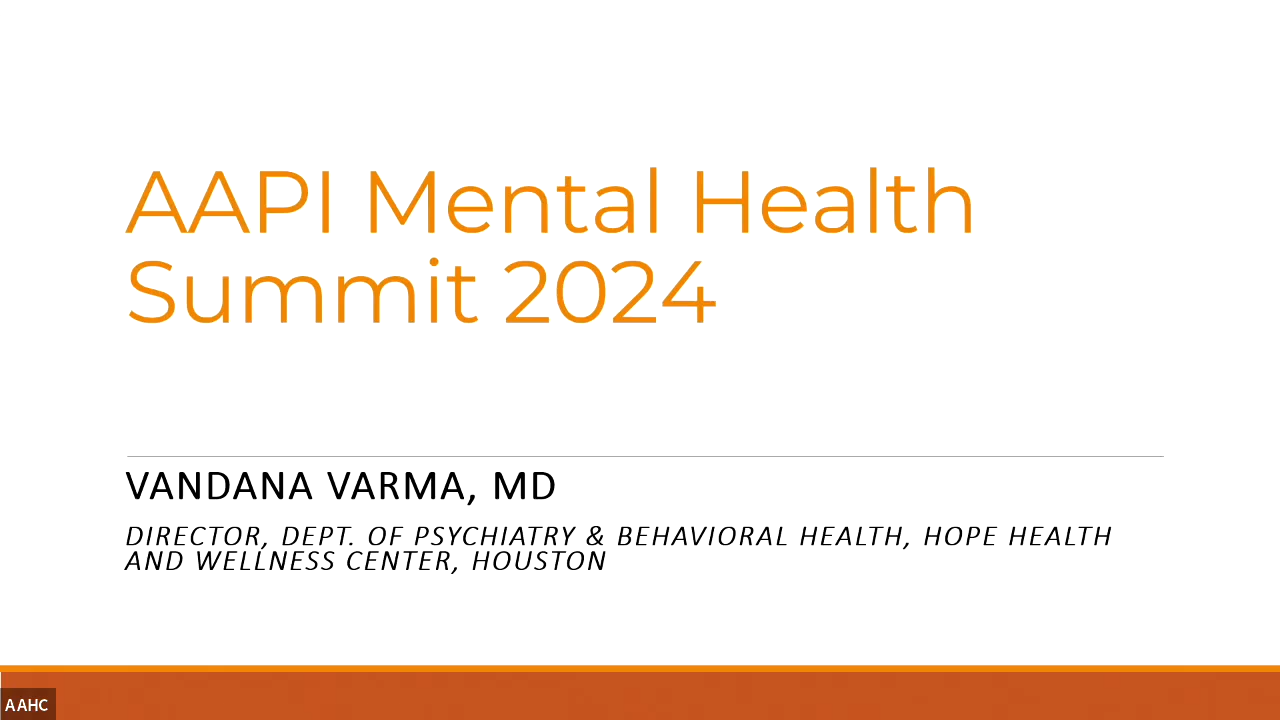 AAPI Mental Health
Summit 2024
VANDANA VARMA, MD
DIRECTOR, DEPT. OF PSYCHIATRY & BEHAVIORAL HEALTH, HOPE HEALTH
AND WELLNESS CENTER, HOUSTON
AAHC